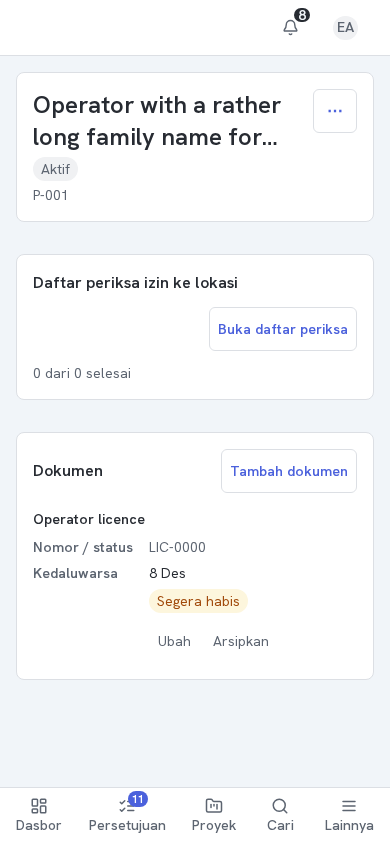 8
EA
Operator with a rather
long family name for…
...
Aktif
P-001
Daftar periksa izin ke lokasi
Buka daftar periksa
0 dari 0 selesai
Dokumen
Tambah dokumen
Operator licence
Nomor / status LIC-0000
Kedaluwarsa 8 Des
Segera habis
Ubah Arsipkan
11
Dasbor Persetujuan Proyek Cari Lainnya